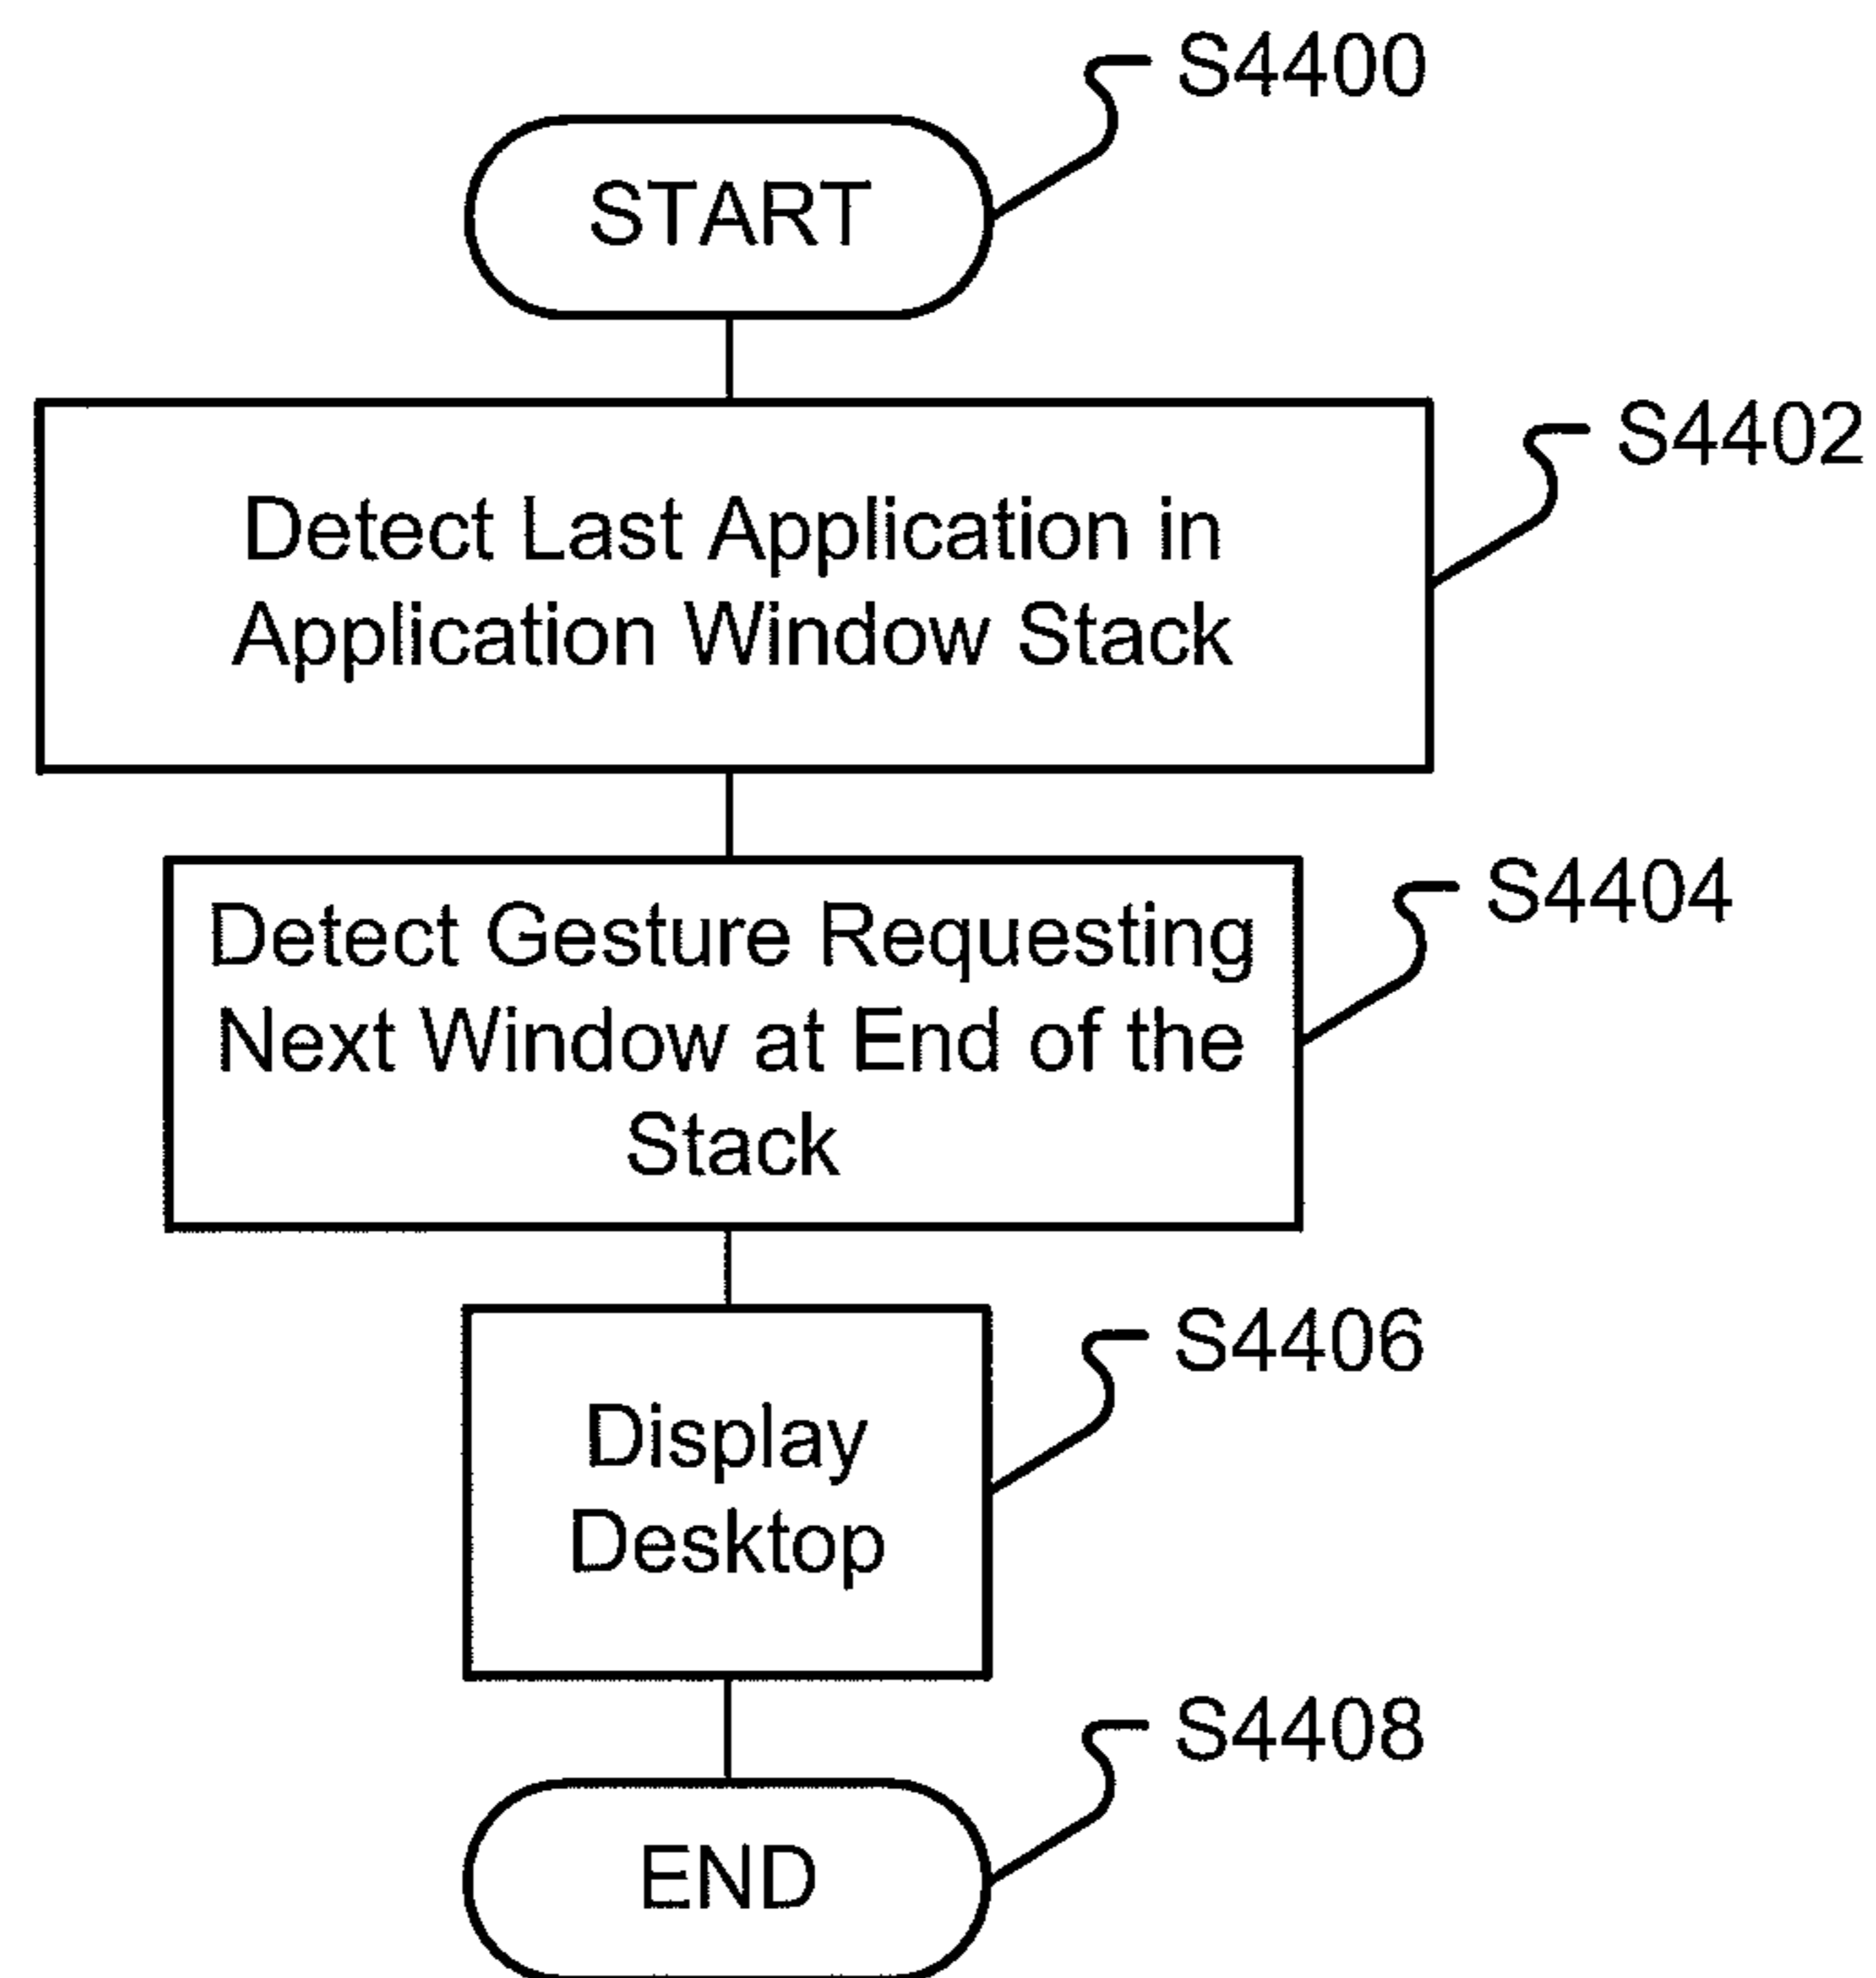 S4400
START
S4402
Detect Last Application in
Application Window Stack
S4404
Detect Gesture Requesting
Next Window at End of the
Stack
S4406
Display
Desktop
S4408
END